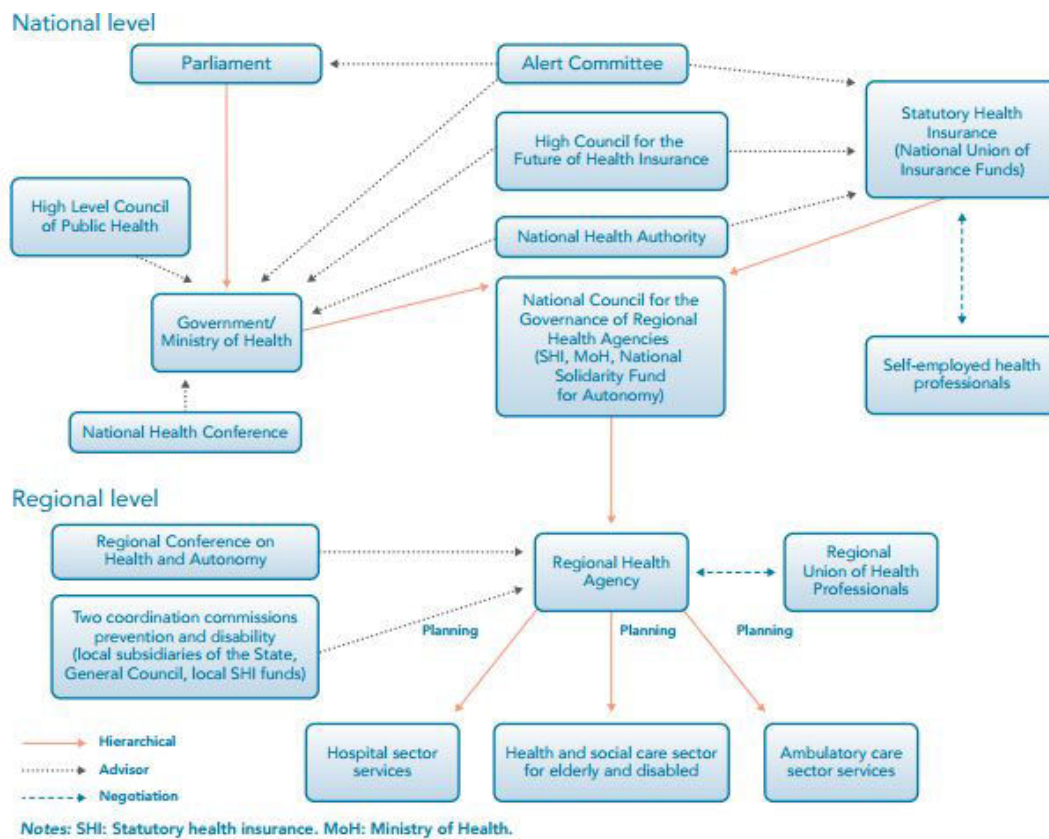 National level
Parliament
Alert Committee
Statutory Health
Insurance
(National Union of
Insurance Funds)
High Council for the
Future of Health Insurance
High Level Council
of Public Health
National Health Authority
Government/
Ministry of Health
National Council for the
Governance of Regional
Health Agencies
(SHI, MoH, National
Solidarity Fund
for Autonomy)
Self-employed health
professionals
National Health Conference
Regional level
Regional Conference on
Health and Autonomy
Regional Health
Agency
Regional
Union of Health
Professionals
Two coordination commissions
prevention and disability
(local subsidiaries of the State,
General Council, local SHI funds)
Planning
Planning
Planning
Hospital sector
services
Health and social care sector
for elderly and disabled
Ambulatory care
sector services
Hierarchical
Advisor
Negotiation
Notes: SHI: Statutory health insurance. MoH: Ministry of Health.